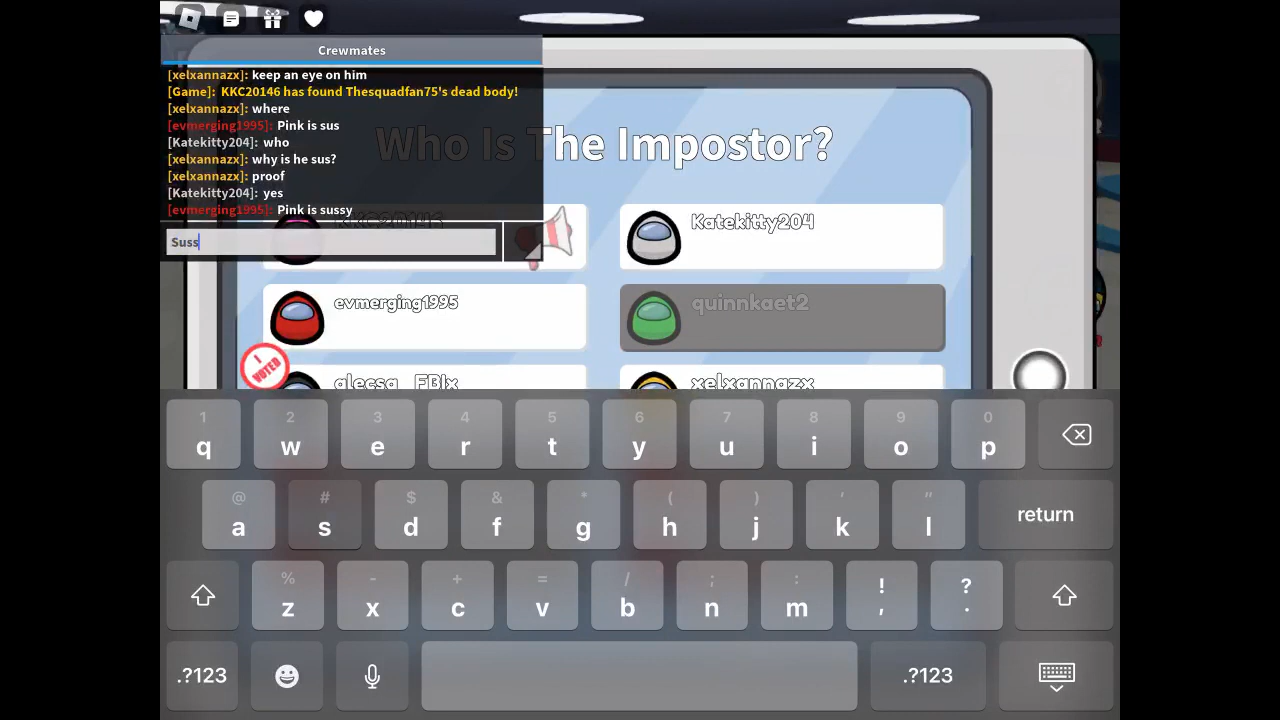 Crewmates
[xelxannazx]: keep an eye on him
[Game]: KKC20146 has found Thesquadfan75's dead body!
[xelxannazx]: where
[evmerging1995]: Pink is sus
[Katekitty204]: who
[xelxannazx]: why is he sus?
[xelxannazx]: proof
[Katekitty204]: yes
[evmerging1995]: Pink is sussy
Suss
Who Is The Impostor?
KKC20146
Katekitty204
evmerging1995
quinnkaet2
I VOTED
alecsa_FBIx
xelxannazx
1 2 3 4 5 6 7 8 9 0
q w e r t y u i o p
@ # $ & * ( ) ' "
a s d f g h j k l return
% - + = / ; : ! ?
z x c v b n m , .
.?123 .?123